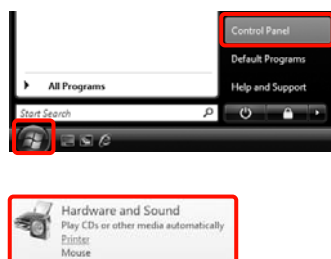 Control Panel
Default Programs
All Programs
Help and Support
Start Search
Hardware and Sound
Play CDs or other media automatically
Printer
Mouse